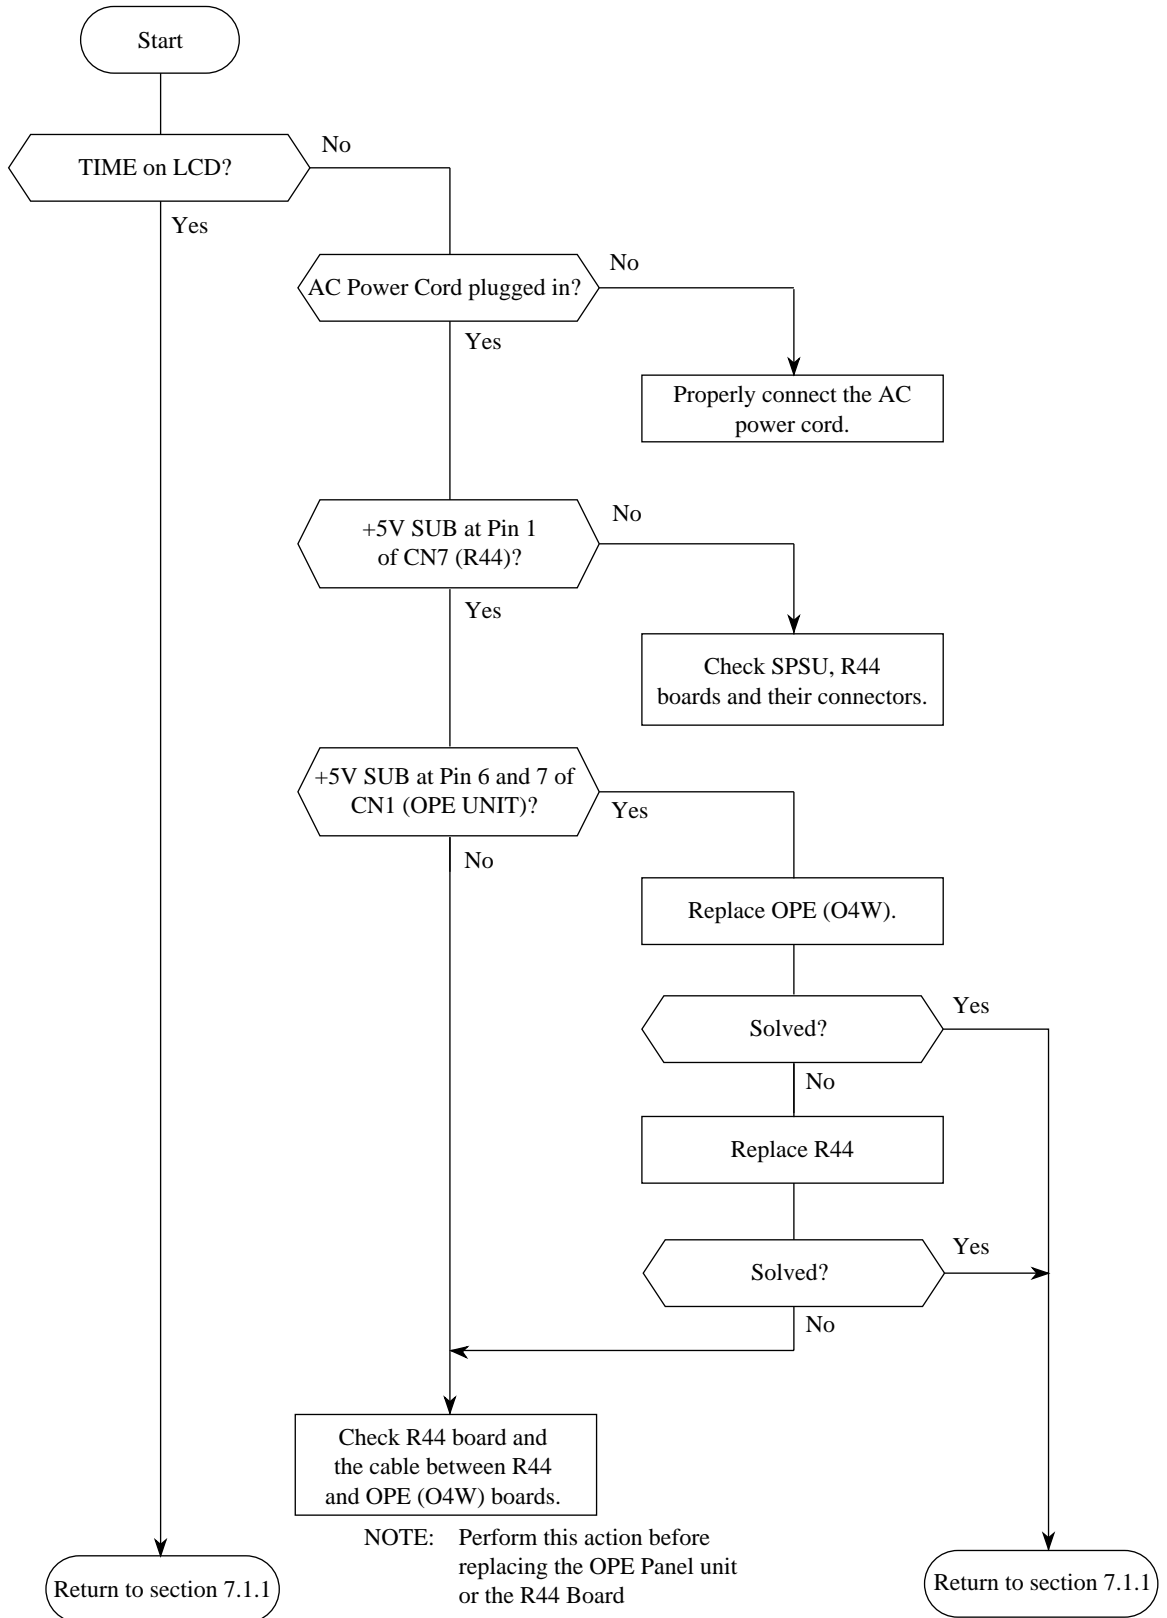 Start
TIME on LCD?
No
Yes
AC Power Cord plugged in?
No
Yes
Properly connect the AC
power cord.
+5V SUB at Pin 1
of CN7 (R44)?
No
Yes
Check SPSU, R44
boards and their connectors.
+5V SUB at Pin 6 and 7 of
CN1 (OPE UNIT)?
Yes
No
Replace OPE (O4W).
Solved?
Yes
No
Replace R44
Solved?
Yes
No
Check R44 board and
the cable between R44
and OPE (O4W) boards.
NOTE: Perform this action before
replacing the OPE Panel unit
or the R44 Board
Return to section 7.1.1
Return to section 7.1.1